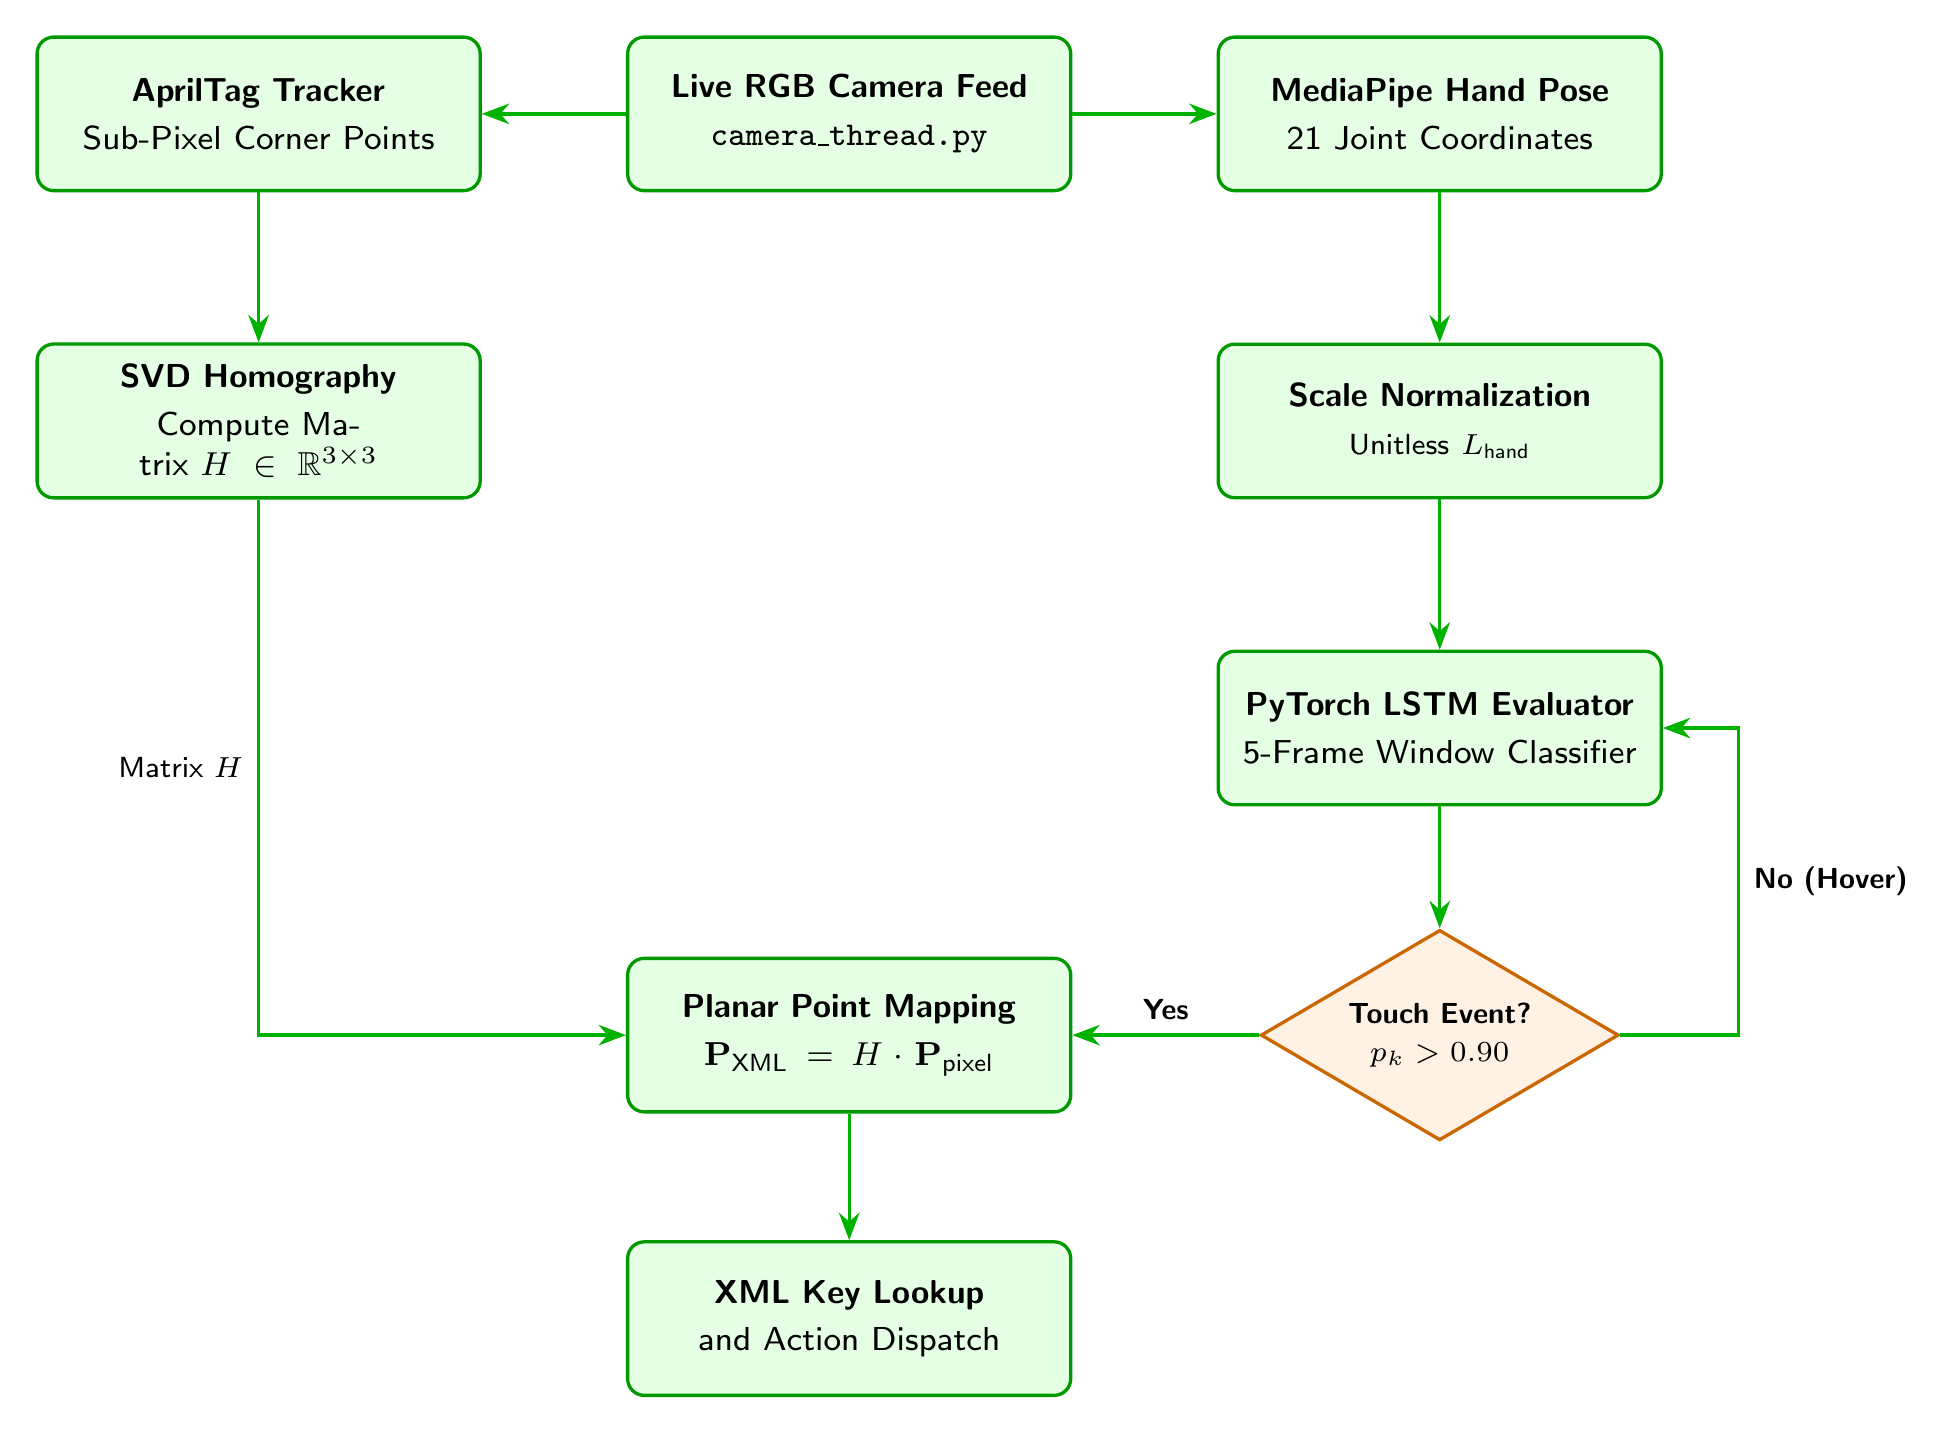 AprilTag Tracker
Sub-Pixel Corner Points
Live RGB Camera Feed
camera_thread.py
MediaPipe Hand Pose
21 Joint Coordinates
SVD Homography
Compute Ma-
trix H ∈ ℝ³ˣ³
Scale Normalization
Unitless L_hand
PyTorch LSTM Evaluator
5-Frame Window Classifier
Matrix H
No (Hover)
Planar Point Mapping
P_XML = H · P_pixel
Yes
Touch Event?
p_k > 0.90
XML Key Lookup
and Action Dispatch